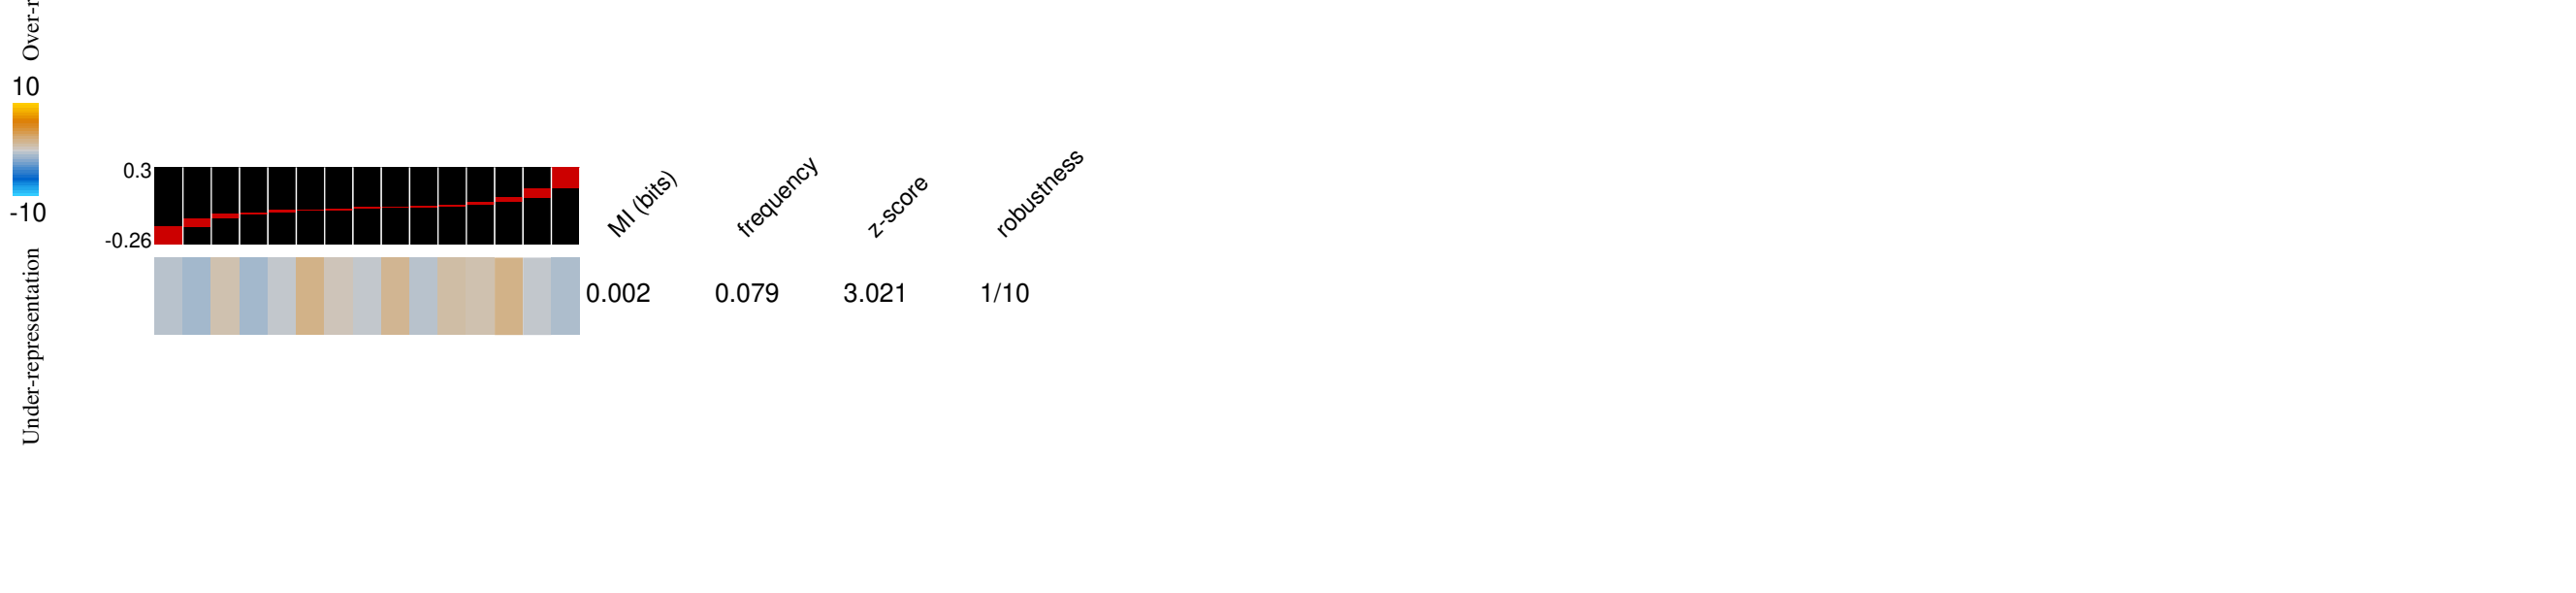 Over-r
10
-10
Under-representation
0.3
-0.26
MI (bits)
frequency
z-score
robustness
0.002
0.079
3.021
1/10